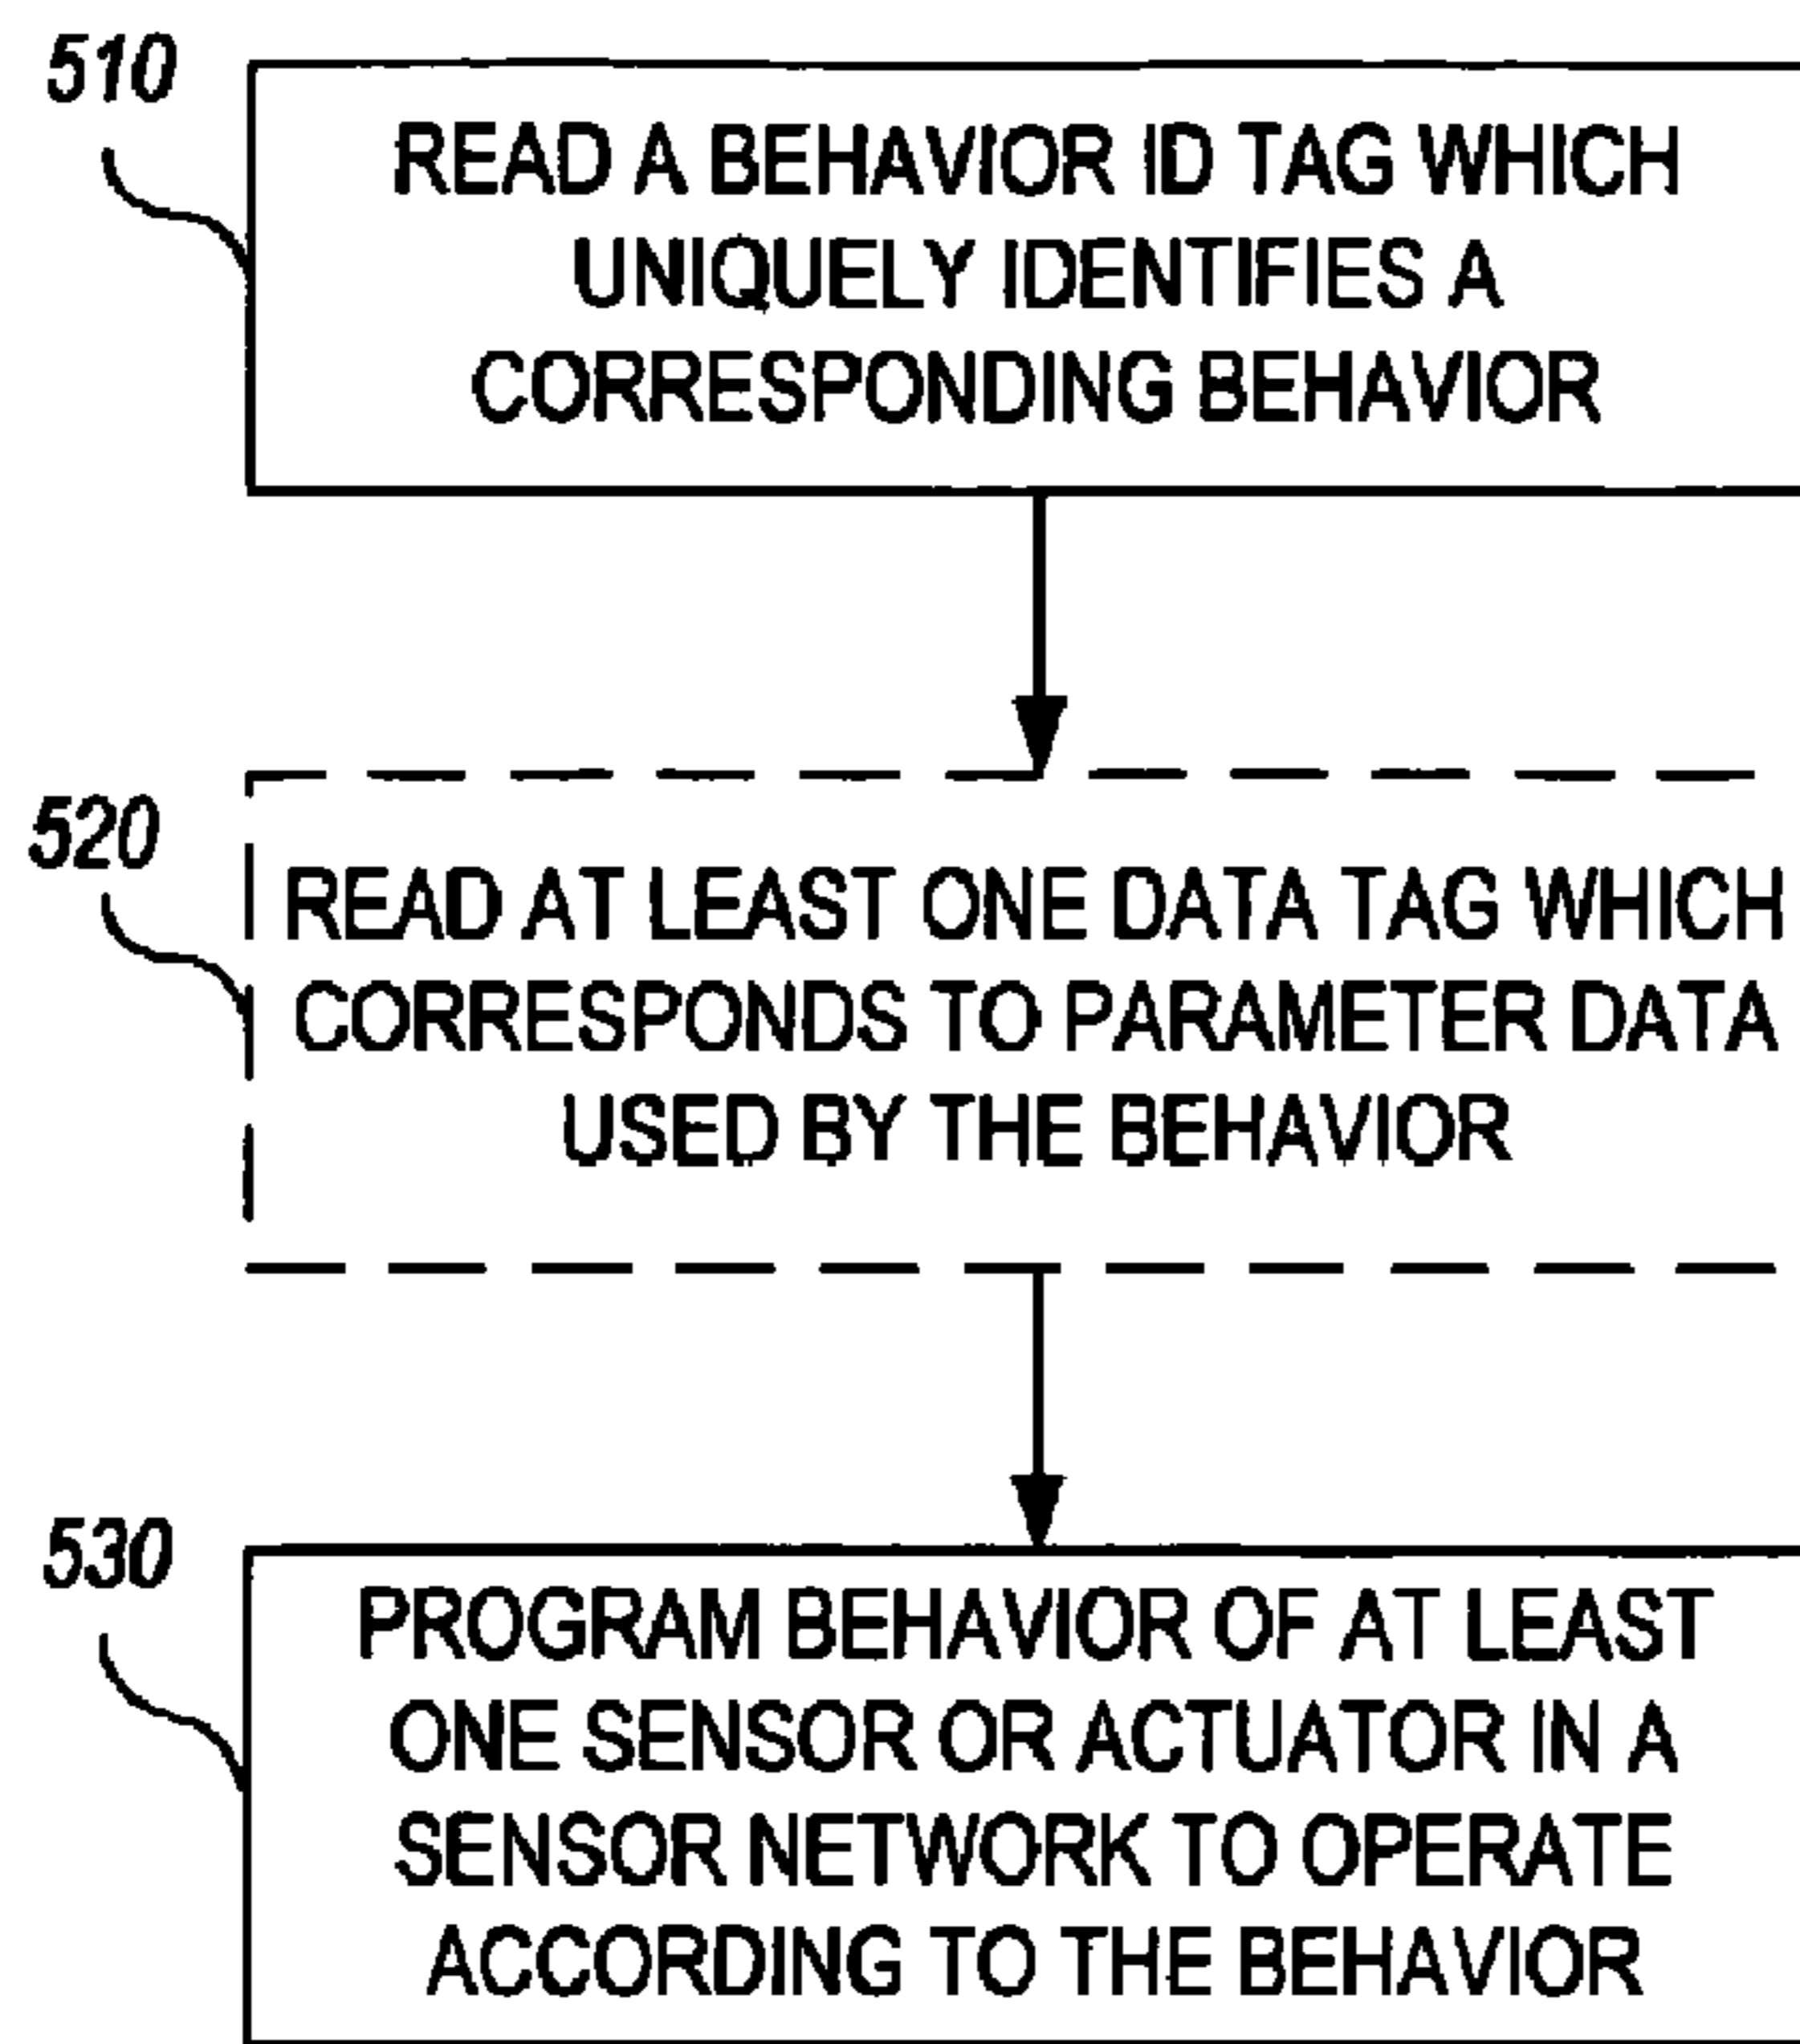 510
READ A BEHAVIOR ID TAG WHICH
UNIQUELY IDENTIFIES A
CORRESPONDING BEHAVIOR
520
READ AT LEAST ONE DATA TAG WHICH
CORRESPONDS TO PARAMETER DATA
USED BY THE BEHAVIOR
530
PROGRAM BEHAVIOR OF AT LEAST
ONE SENSOR OR ACTUATOR IN A
SENSOR NETWORK TO OPERATE
ACCORDING TO THE BEHAVIOR